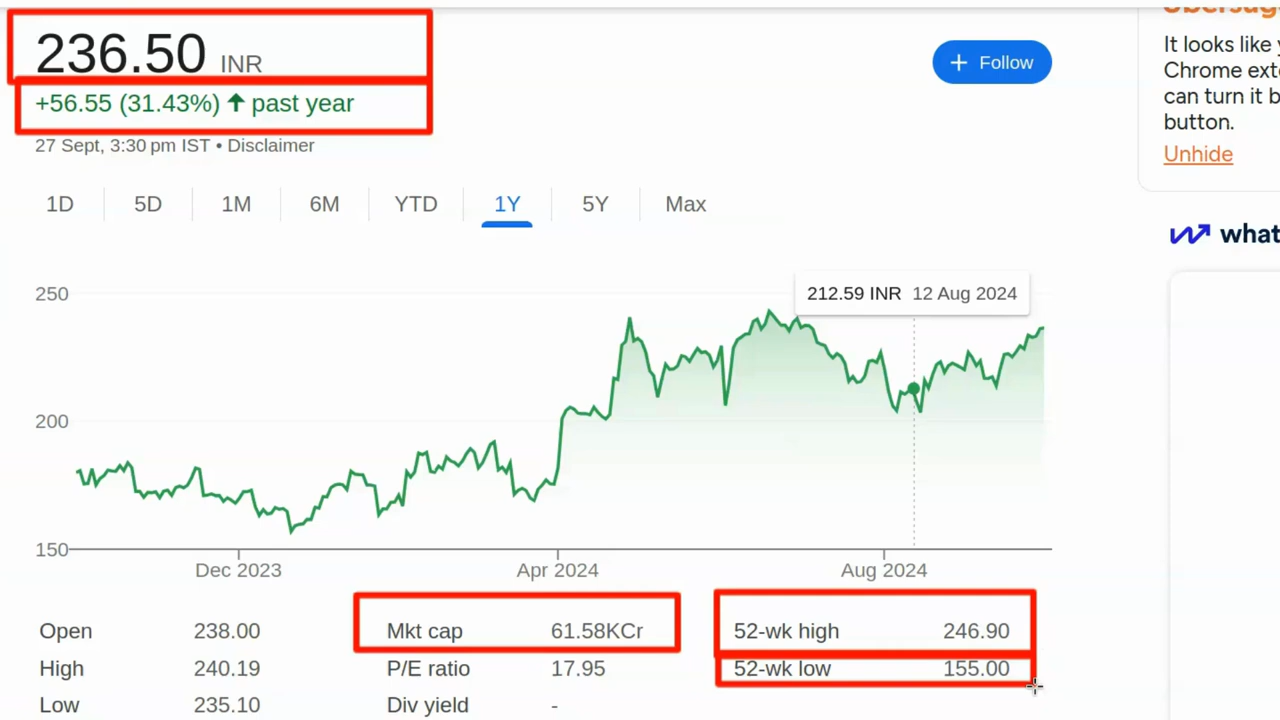 236.50 INR
+56.55 (31.43%) ↑ past year
27 Sept, 3:30 pm IST • Disclaimer
+ Follow
1D 5D 1M 6M YTD 1Y 5Y Max
212.59 INR 12 Aug 2024
250
200
150
Dec 2023 Apr 2024 Aug 2024
Open 238.00 Mkt cap 61.58KCr 52-wk high 246.90
High 240.19 P/E ratio 17.95 52-wk low 155.00
Low 235.10 Div yield -
It looks like
Chrome ext
can turn it b
button.
Unhide
what